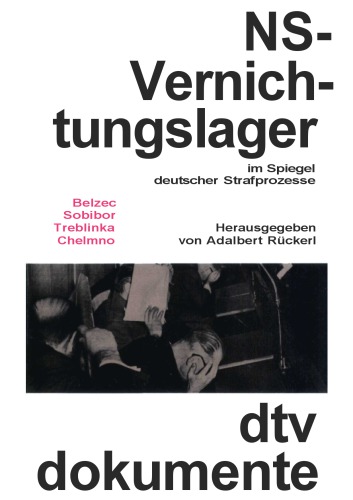 NS-
Vernich-
tungslager
im Spiegel
deutscher Strafprozesse
Belzec
Sobibor
Treblinka
Chelmno
Herausgegeben
von Adalbert Rückerl
dtv
dokumente